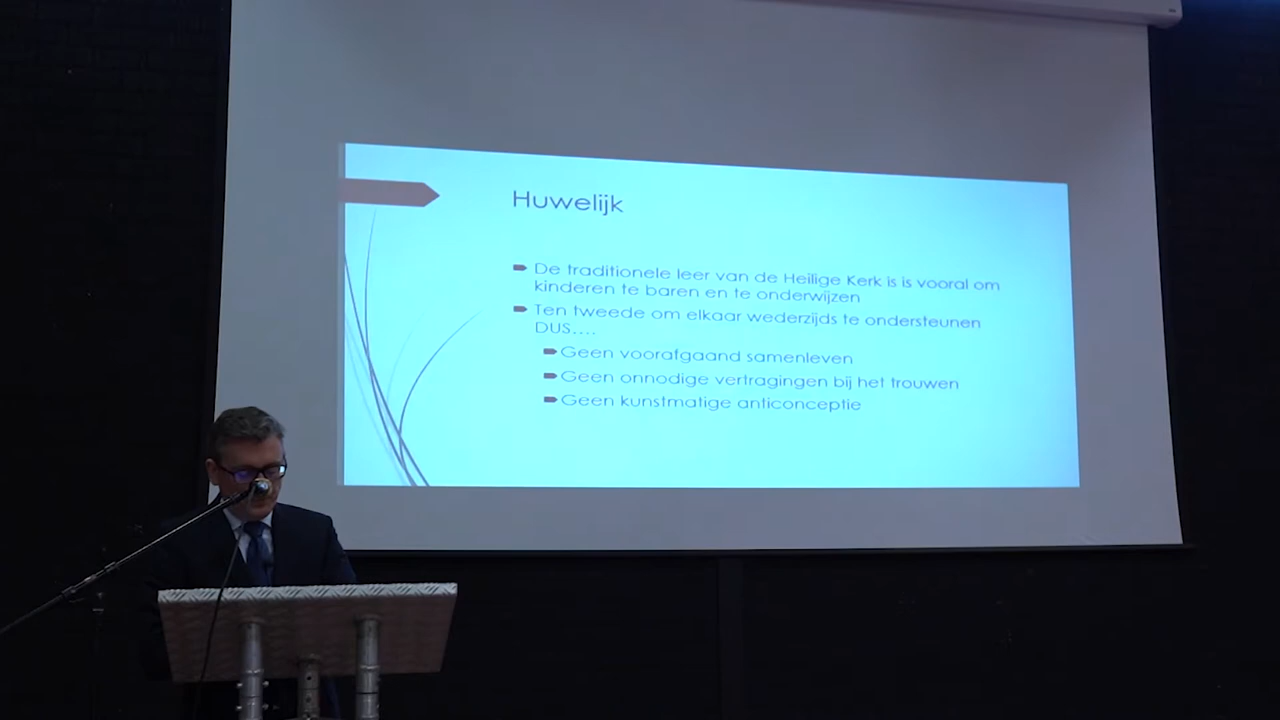 Huwelijk
De traditionele leer van de Heilige Kerk is is vooral om
kinderen te baren en te onderwijzen
Ten tweede om elkaar wederzijds te ondersteunen
DUS....
Geen voorafgaand samenleven
Geen onnodige vertragingen bij het trouwen
Geen kunstmatige anticonceptie